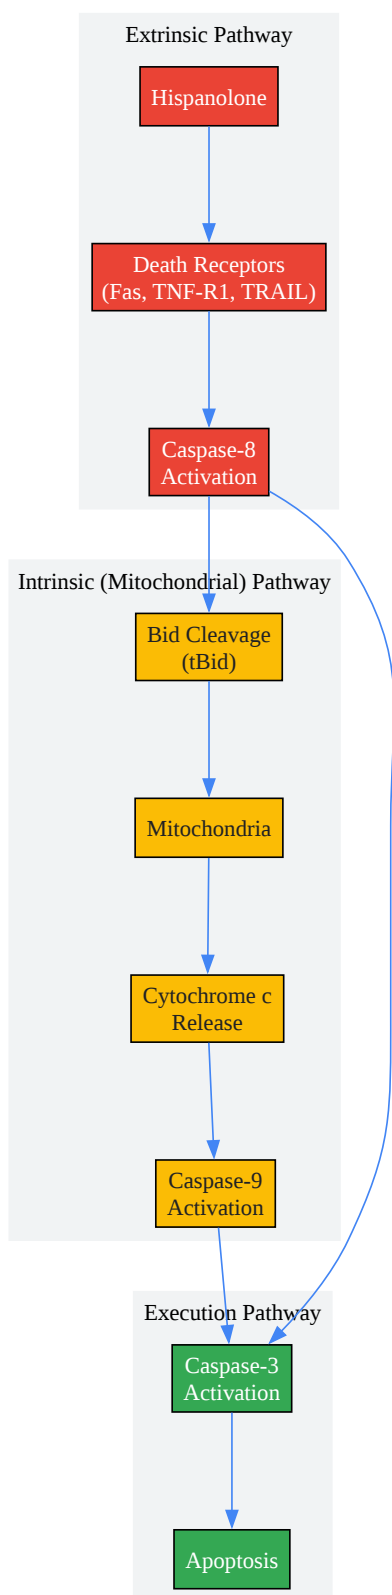 Extrinsic Pathway
Hispanolone
Death Receptors
(Fas, TNF-R1, TRAIL)
Caspase-8
Activation
Intrinsic (Mitochondrial) Pathway
Bid Cleavage
(tBid)
Mitochondria
Cytochrome c
Release
Caspase-9
Activation
Execution Pathway
Caspase-3
Activation
Apoptosis